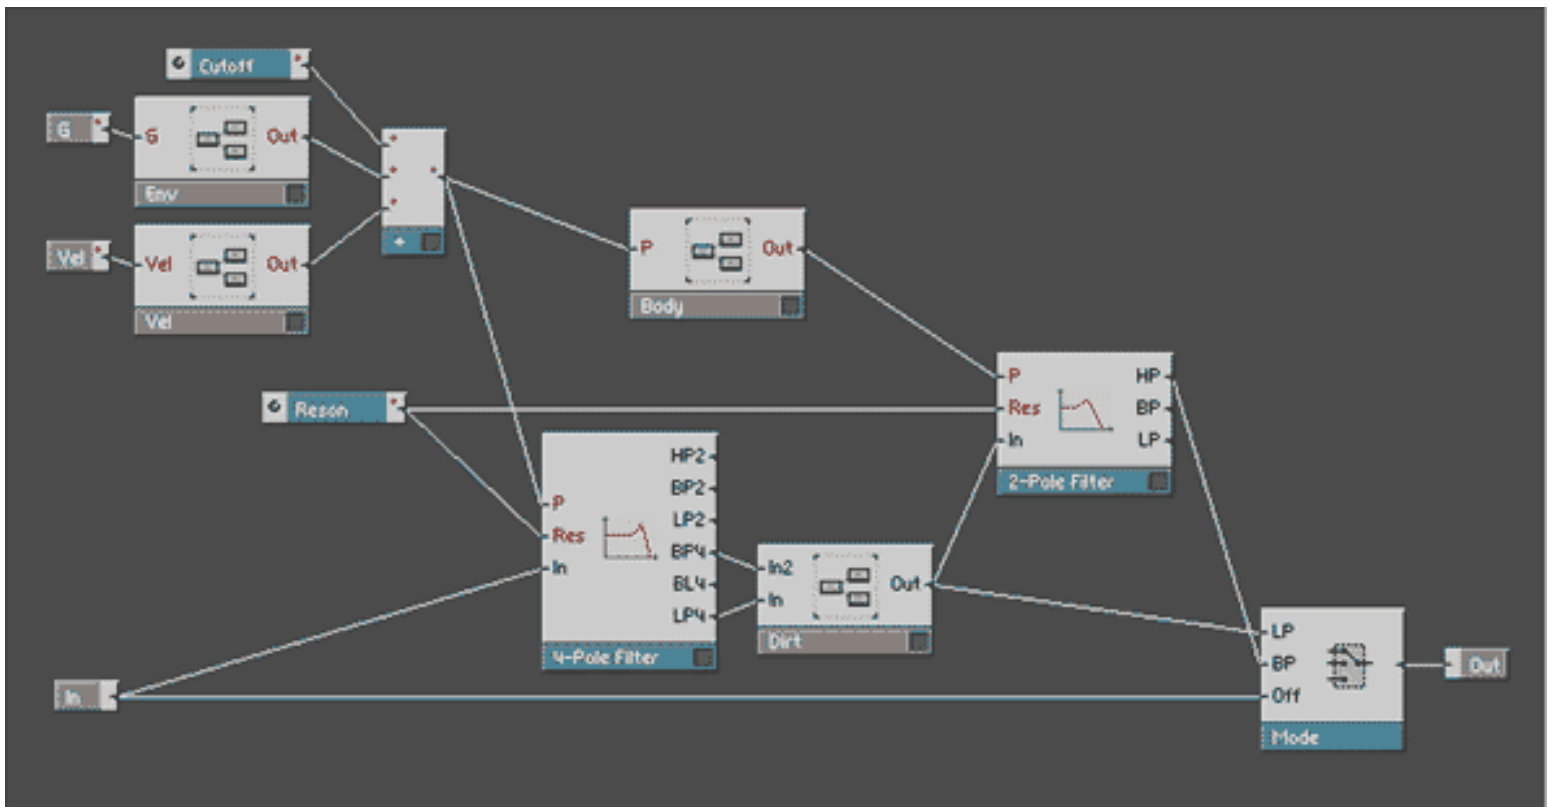 Cutoff
G
G Out
Env
Vel
Vel Out
Vel
+
P Out
Body
Reson
P HP
Res BP
In LP
2-Pole Filter
HP2
BP2
P
LP2
Res
BP4
In
BL4
LP4
4-Pole Filter
In2
In
Out
Dirt
In
LP
BP
Off
Mode
Out